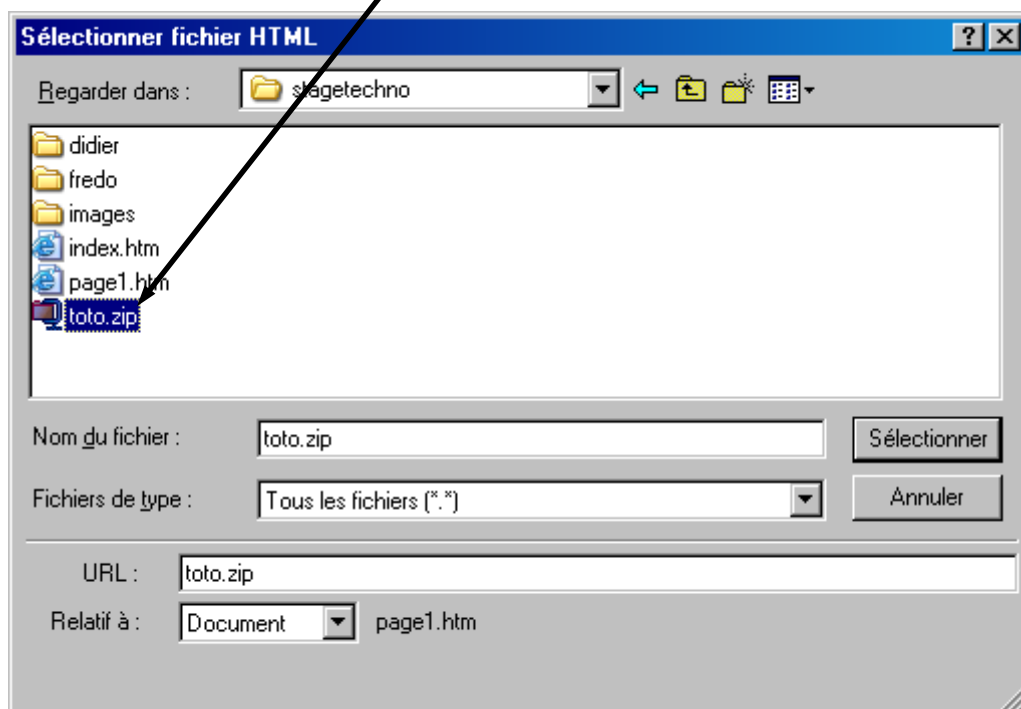 Sélectionner fichier HTML
Regarder dans : stagetechno
didier
fredo
images
index.htm
page1.htm
toto.zip
Nom du fichier : toto.zip Sélectionner
Fichiers de type : Tous les fichiers (*.*) Annuler
URL : toto.zip
Relatif à : Document page1.htm